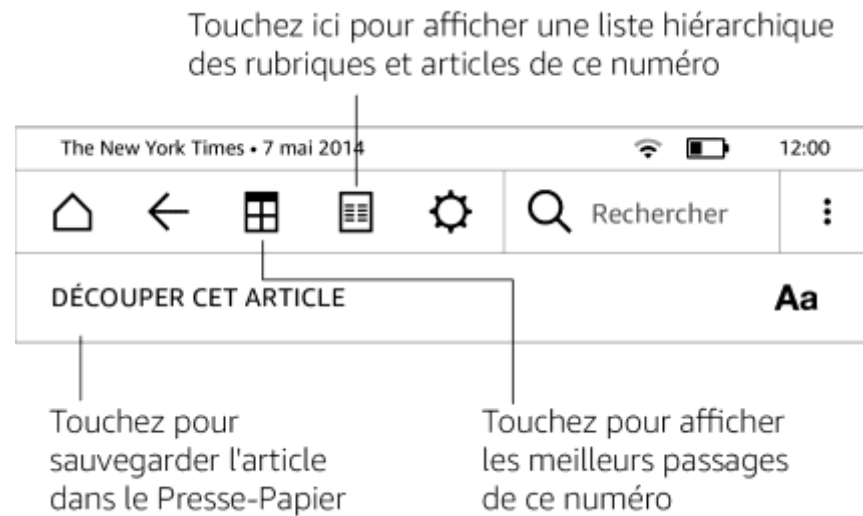 Touchez ici pour afficher une liste hiérarchique
des rubriques et articles de ce numéro
The New York Times • 7 mai 2014
12:00
Rechercher
DÉCOUPER CET ARTICLE
Aa
Touchez pour
sauvegarder l'article
dans le Presse-Papier
Touchez pour afficher
les meilleurs passages
de ce numéro